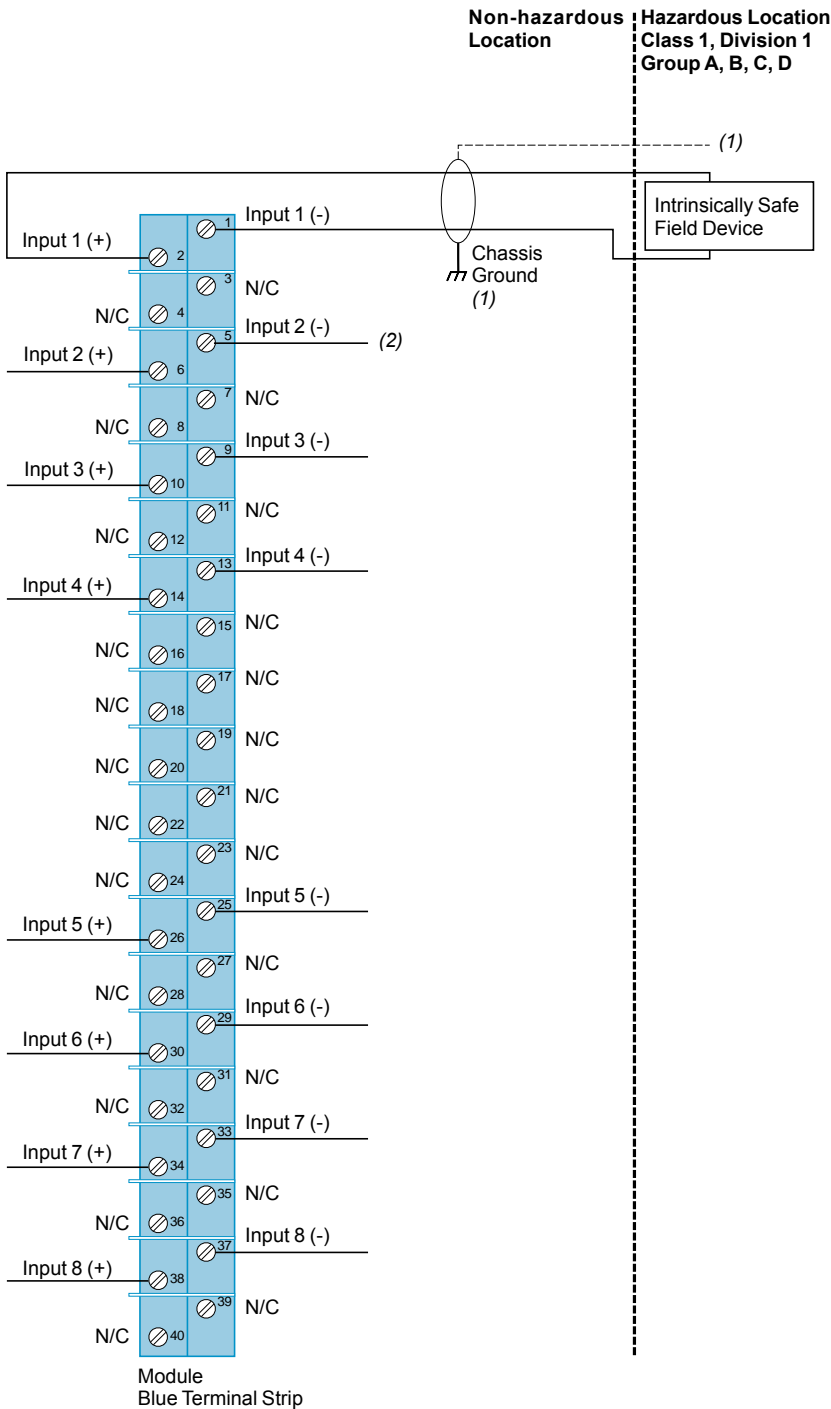 Non-hazardous Location
Hazardous Location
Class 1, Division 1
Group A, B, C, D
(1)
Intrinsically Safe
Field Device
Input 1 (+)
1
Input 1 (-)
2
Chassis
Ground
(1)
3
N/C
N/C
4
5
Input 2 (-)
(2)
Input 2 (+)
6
7
N/C
N/C
8
9
Input 3 (-)
Input 3 (+)
10
11
N/C
N/C
12
13
Input 4 (-)
Input 4 (+)
14
15
N/C
N/C
16
17
N/C
N/C
18
19
N/C
N/C
20
21
N/C
N/C
22
23
N/C
N/C
24
25
Input 5 (-)
Input 5 (+)
26
27
N/C
N/C
28
29
Input 6 (-)
Input 6 (+)
30
31
N/C
N/C
32
33
Input 7 (-)
Input 7 (+)
34
35
N/C
N/C
36
37
Input 8 (-)
Input 8 (+)
38
39
N/C
N/C
40
Module
Blue Terminal Strip